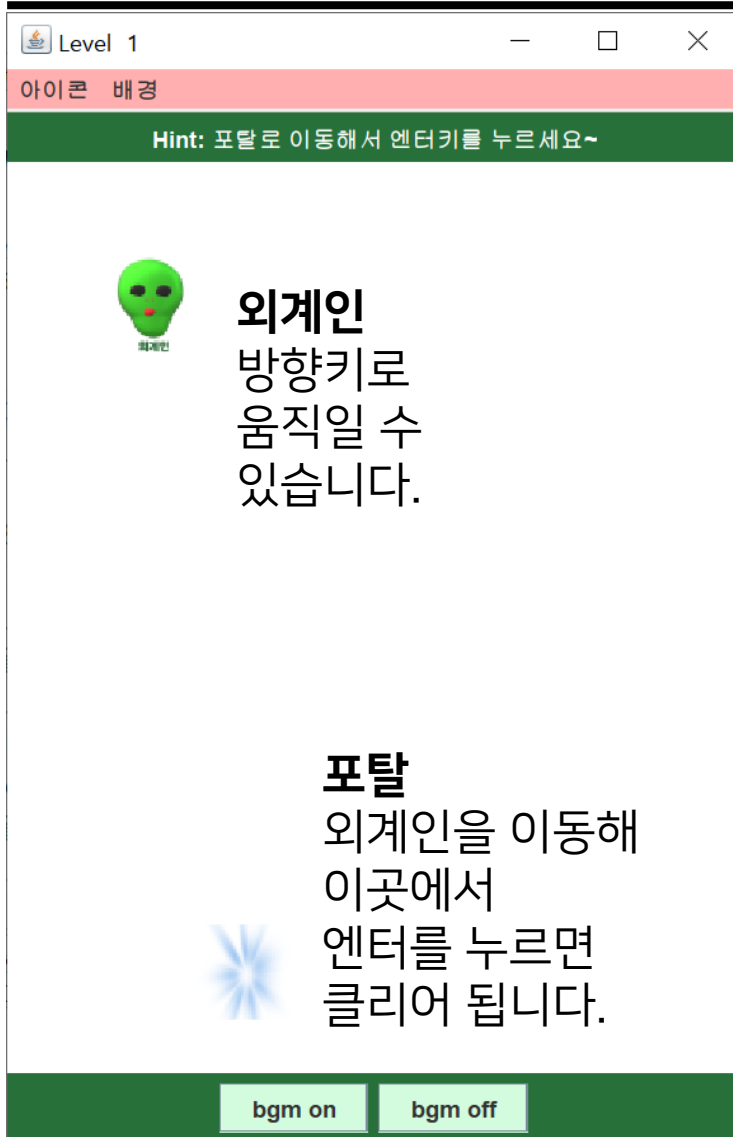 Level 1
아이콘 배경
Hint: 포탈로 이동해서 엔터키를 누르세요~
외계인
외계인
방향키로
움직일 수
있습니다.
포탈
외계인을 이동해
이곳에서
엔터를 누르면
클리어 됩니다.
bgm on bgm off